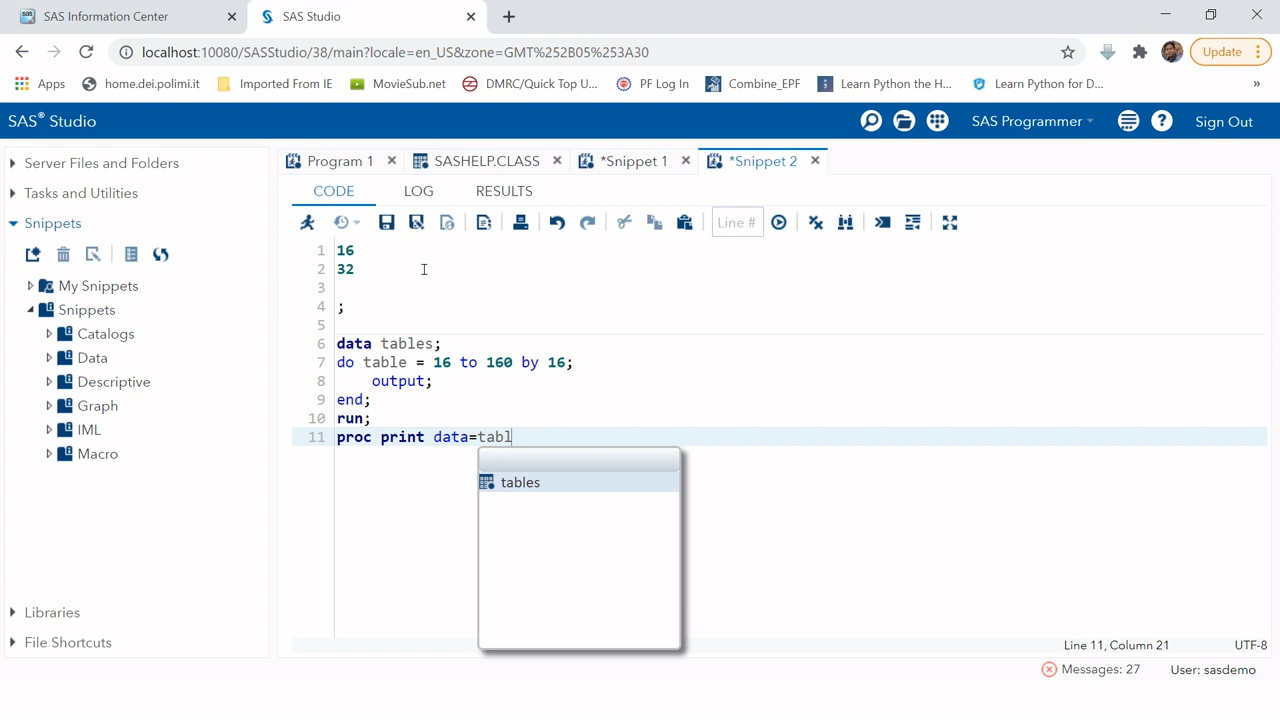 SAS Information Center
SAS Studio
localhost:10080/SASStudio/38/main?locale=en_US&zone=GMT%252B05%253A30
Update
Apps
home.dei.polimi.it
Imported From IE
MovieSub.net
DMRC/Quick Top U...
PF Log In
Combine_EPF
Learn Python the H...
Learn Python for D...
»
SAS® Studio
SAS Programmer
Sign Out
Server Files and Folders
Tasks and Utilities
Snippets
My Snippets
Snippets
Catalogs
Data
Descriptive
Graph
IML
Macro
Libraries
File Shortcuts
Program 1
SASHELP.CLASS
*Snippet 1
*Snippet 2
CODE
LOG
RESULTS
Line #
1 16
2 32
3
4 ;
5
6 data tables;
7 do table = 16 to 160 by 16;
8 output;
9 end;
10 run;
11 proc print data=tabl
tables
Line 11, Column 21
UTF-8
Messages: 27
User: sasdemo